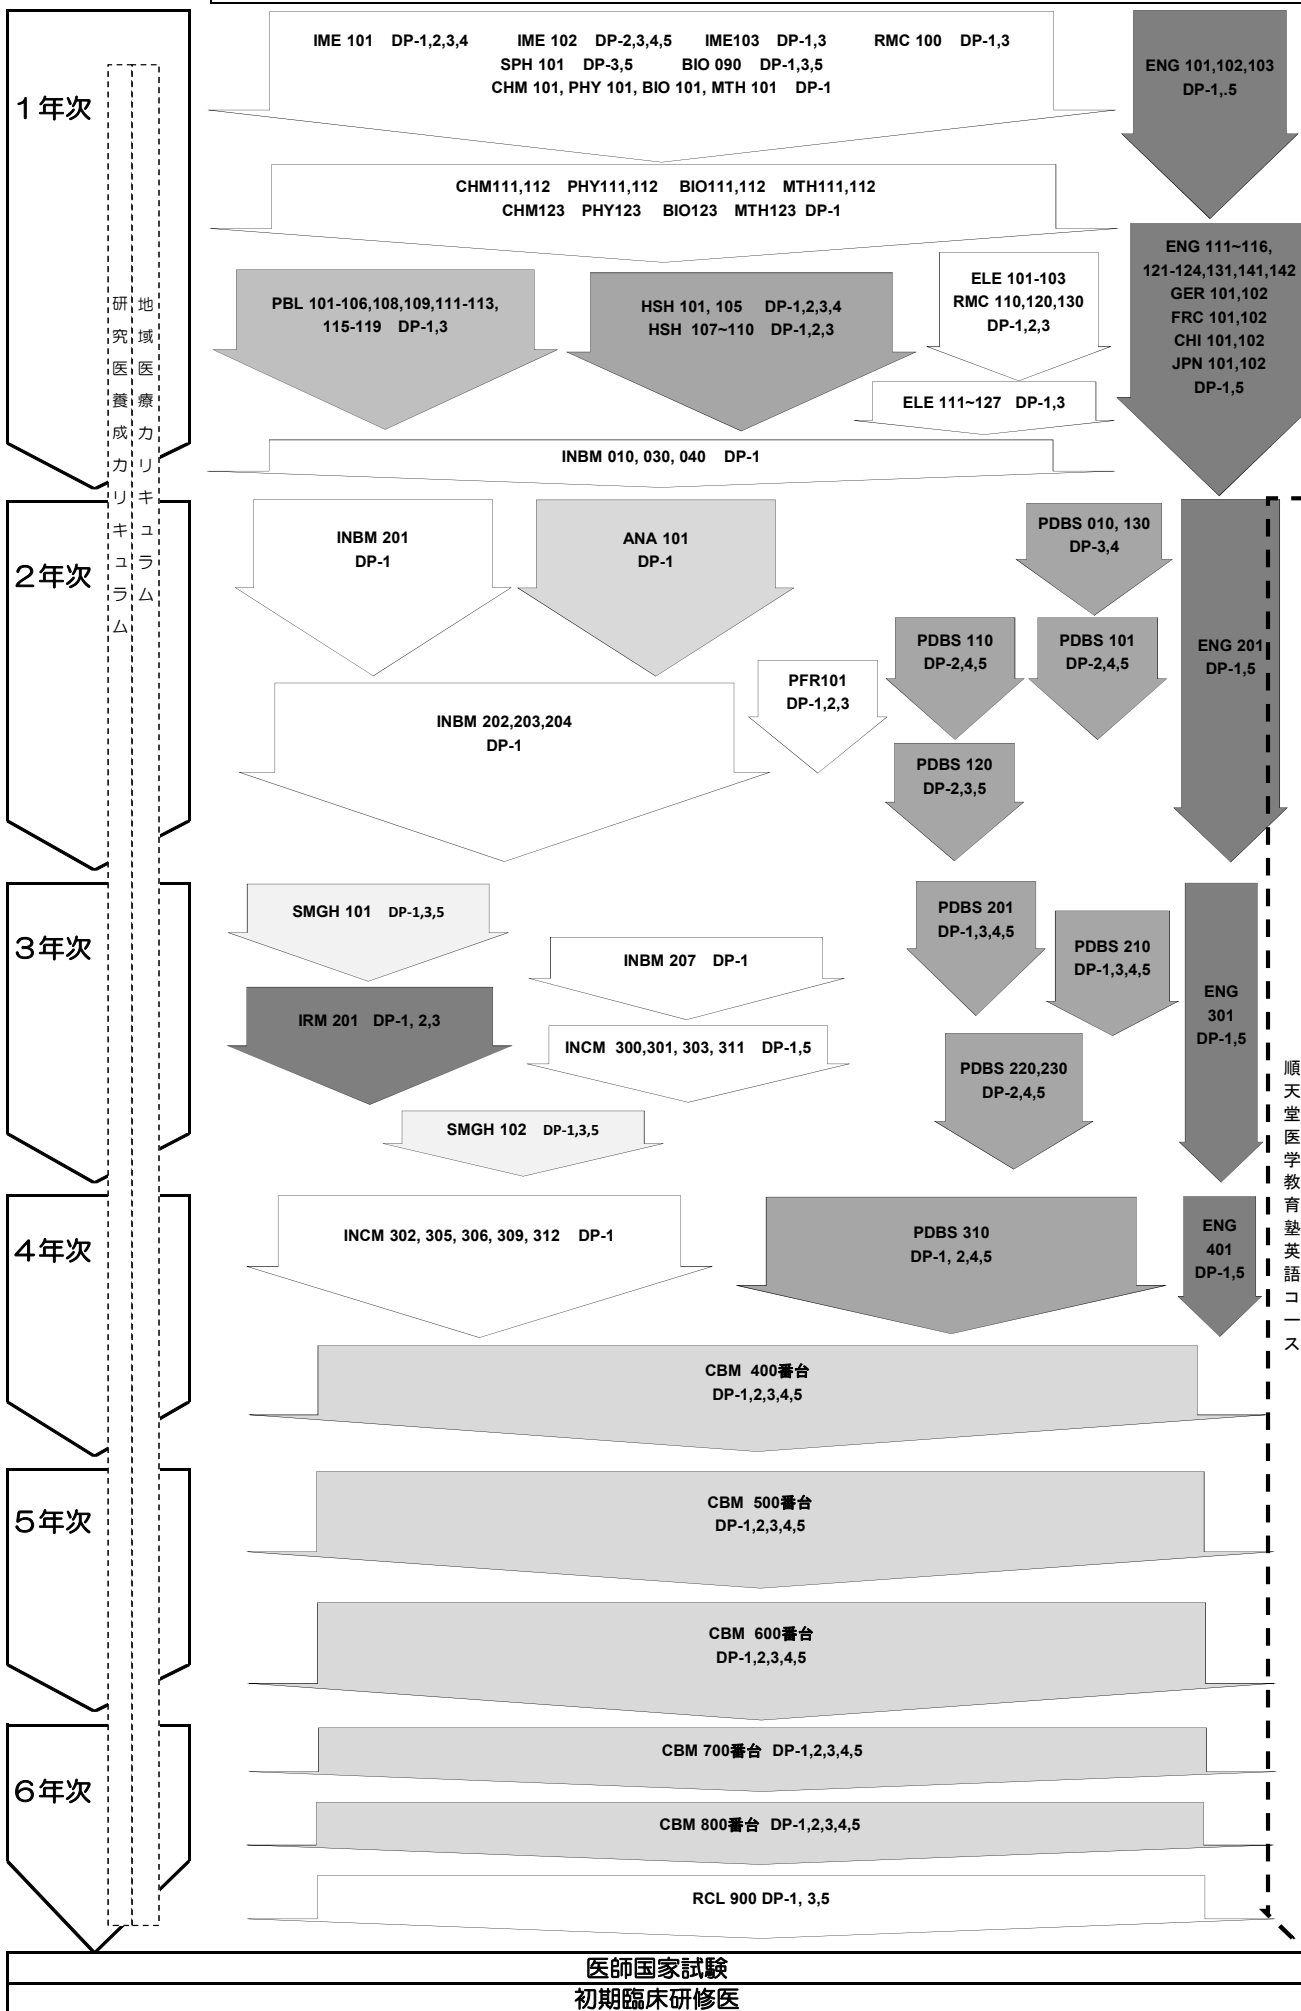 1年次
IME 101 DP-1,2,3,4 IME 102 DP-2,3,4,5 IME103 DP-1,3 RMC 100 DP-1,3
SPH 101 DP-3,5 BIO 090 DP-1,3,5
CHM 101, PHY 101, BIO 101, MTH 101 DP-1
ENG 101,102,103
DP-1,.5
CHM111,112 PHY111,112 BIO111,112 MTH111,112
CHM123 PHY123 BIO123 MTH123 DP-1
ENG 111~116,
121-124,131,141,142
GER 101,102
FRC 101,102
CHI 101,102
JPN 101,102
DP-1,5
PBL 101-106,108,109,111-113,
115-119 DP-1,3
HSH 101, 105 DP-1,2,3,4
HSH 107~110 DP-1,2,3
ELE 101-103
RMC 110,120,130
DP-1,2,3
ELE 111~127 DP-1,3
INBM 010, 030, 040 DP-1
研究医養成カリキュラム
地域医療カリキュラム
2年次
INBM 201
DP-1
ANA 101
DP-1
PDBS 010, 130
DP-3,4
PDBS 110
DP-2,4,5
PDBS 101
DP-2,4,5
ENG 201
DP-1,5
PFR101
DP-1,2,3
INBM 202,203,204
DP-1
PDBS 120
DP-2,3,5
3年次
SMGH 101 DP-1,3,5
INBM 207 DP-1
PDBS 201
DP-1,3,4,5
PDBS 210
DP-1,3,4,5
ENG
301
DP-1,5
IRM 201 DP-1, 2,3
INCM 300,301, 303, 311 DP-1,5
PDBS 220,230
DP-2,4,5
SMGH 102 DP-1,3,5
順天堂医学教育塾英語コース
4年次
INCM 302, 305, 306, 309, 312 DP-1
PDBS 310
DP-1, 2,4,5
ENG
401
DP-1,5
CBM 400番台
DP-1,2,3,4,5
5年次
CBM 500番台
DP-1,2,3,4,5
CBM 600番台
DP-1,2,3,4,5
6年次
CBM 700番台 DP-1,2,3,4,5
CBM 800番台 DP-1,2,3,4,5
RCL 900 DP-1, 3,5
医師国家試験
初期臨床研修医